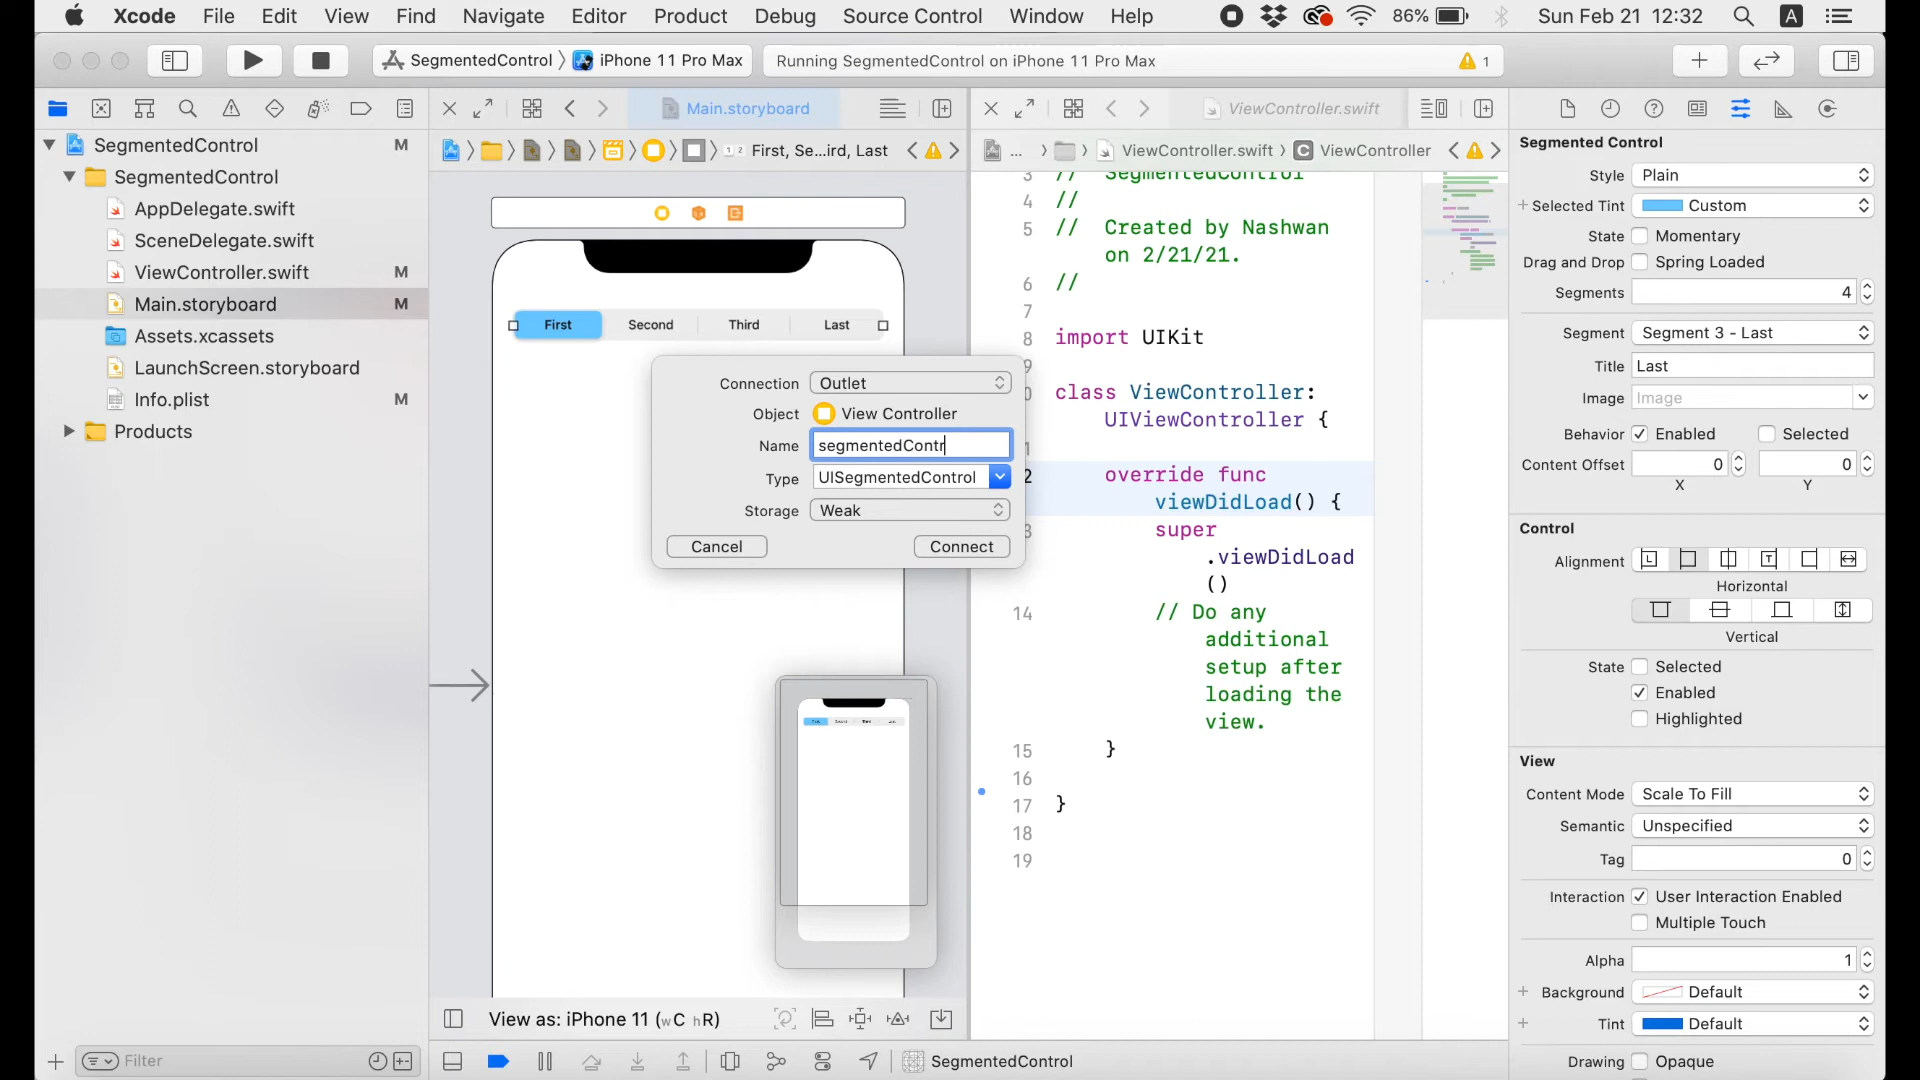 Xcode File Edit View Find Navigate Editor Product Debug Source Control Window Help 86% Sun Feb 21 12:32 A
SegmentedControl iPhone 11 Pro Max Running SegmentedControl on iPhone 11 Pro Max 1
Main.storyboard ViewController.swift
First, Se...ird, Last
... ViewController.swift C ViewController
SegmentedControl M
SegmentedControl
AppDelegate.swift
SceneDelegate.swift
ViewController.swift M
Main.storyboard M
Assets.xcassets
LaunchScreen.storyboard
Info.plist M
Products
Filter
First Second Third Last
Connection Outlet
Object View Controller
Name segmentedContr
Type UISegmentedControl
Storage Weak
Cancel Connect
View as: iPhone 11 (wC hR)
3 // SegmentedControl
4 //
5 // Created by Nashwan
on 2/21/21.
6 //
7
8 import UIKit
9
0 class ViewController:
UIViewController {
1
2 override func
viewDidLoad() {
3 super
.viewDidLoad
()
14 // Do any
additional
setup after
loading the
view.
15 }
16
17 }
18
19
SegmentedControl
Segmented Control
Style Plain
Selected Tint Custom
State Momentary
Drag and Drop Spring Loaded
Segments 4
Segment Segment 3 - Last
Title Last
Image Image
Behavior Enabled Selected
Content Offset 0 0
X Y
Control
Alignment
Horizontal
Vertical
State Selected
Enabled
Highlighted
View
Content Mode Scale To Fill
Semantic Unspecified
Tag 0
Interaction User Interaction Enabled
Multiple Touch
Alpha 1
Background Default
Tint Default
Drawing Opaque